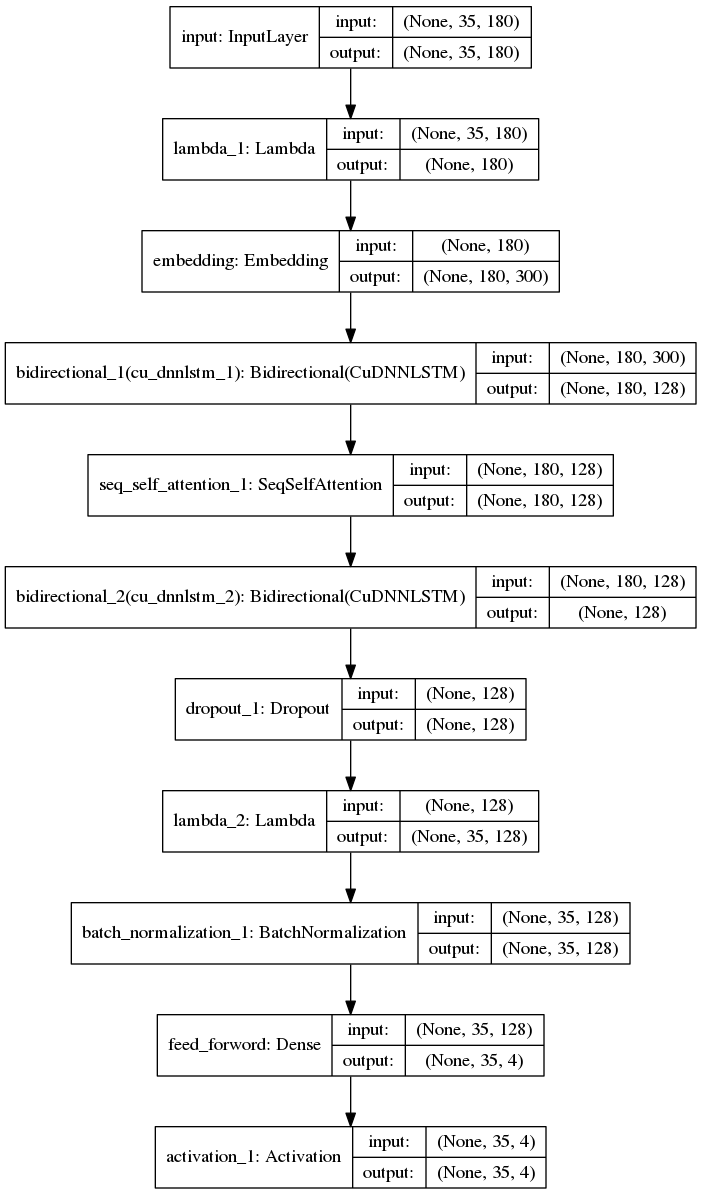 input: InputLayer
input: (None, 35, 180)
output: (None, 35, 180)
lambda_1: Lambda
input: (None, 35, 180)
output: (None, 180)
embedding: Embedding
input: (None, 180)
output: (None, 180, 300)
bidirectional_1(cu_dnnlstm_1): Bidirectional(CuDNNLSTM)
input: (None, 180, 300)
output: (None, 180, 128)
seq_self_attention_1: SeqSelfAttention
input: (None, 180, 128)
output: (None, 180, 128)
bidirectional_2(cu_dnnlstm_2): Bidirectional(CuDNNLSTM)
input: (None, 180, 128)
output: (None, 128)
dropout_1: Dropout
input: (None, 128)
output: (None, 128)
lambda_2: Lambda
input: (None, 128)
output: (None, 35, 128)
batch_normalization_1: BatchNormalization
input: (None, 35, 128)
output: (None, 35, 128)
feed_forword: Dense
input: (None, 35, 128)
output: (None, 35, 4)
activation_1: Activation
input: (None, 35, 4)
output: (None, 35, 4)